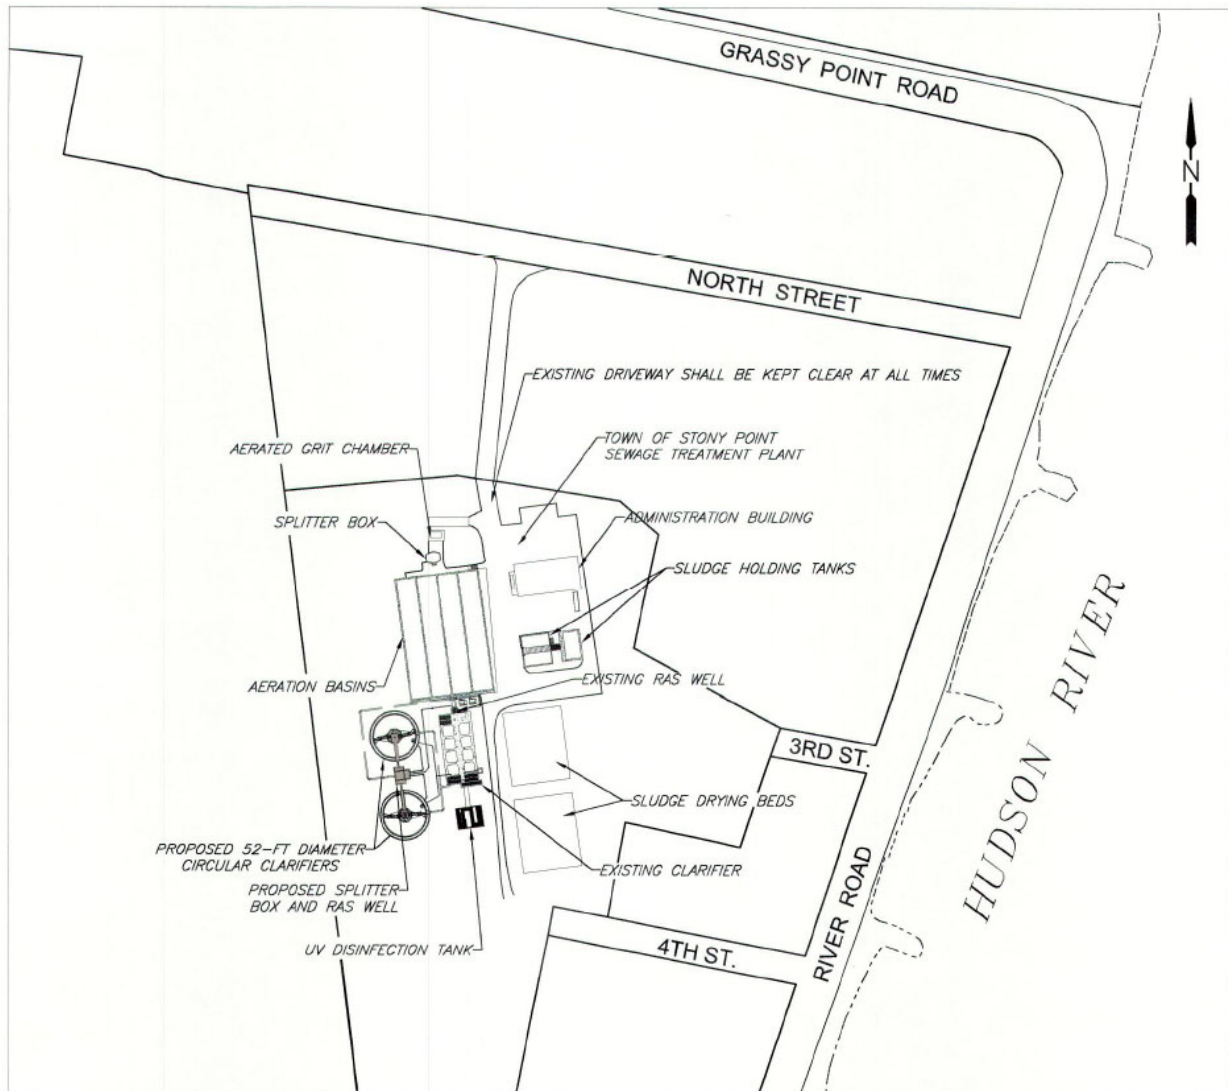 GRASSY POINT ROAD
N
NORTH STREET
EXISTING DRIVEWAY SHALL BE KEPT CLEAR AT ALL TIMES
AERATED GRIT CHAMBER
TOWN OF STONY POINT
SEWAGE TREATMENT PLANT
SPLITTER BOX
ADMINISTRATION BUILDING
SLUDGE HOLDING TANKS
AERATION BASINS
EXISTING RAS WELL
HUDSON RIVER
3RD ST.
SLUDGE DRYING BEDS
PROPOSED 52-FT DIAMETER
CIRCULAR CLARIFIERS
EXISTING CLARIFIER
PROPOSED SPLITTER
BOX AND RAS WELL
RIVER ROAD
UV DISINFECTION TANK
4TH ST.